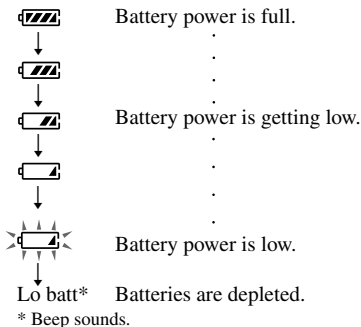 Battery power is full.
Battery power is getting low.
Battery power is low.
Lo batt* Batteries are depleted.
* Beep sounds.